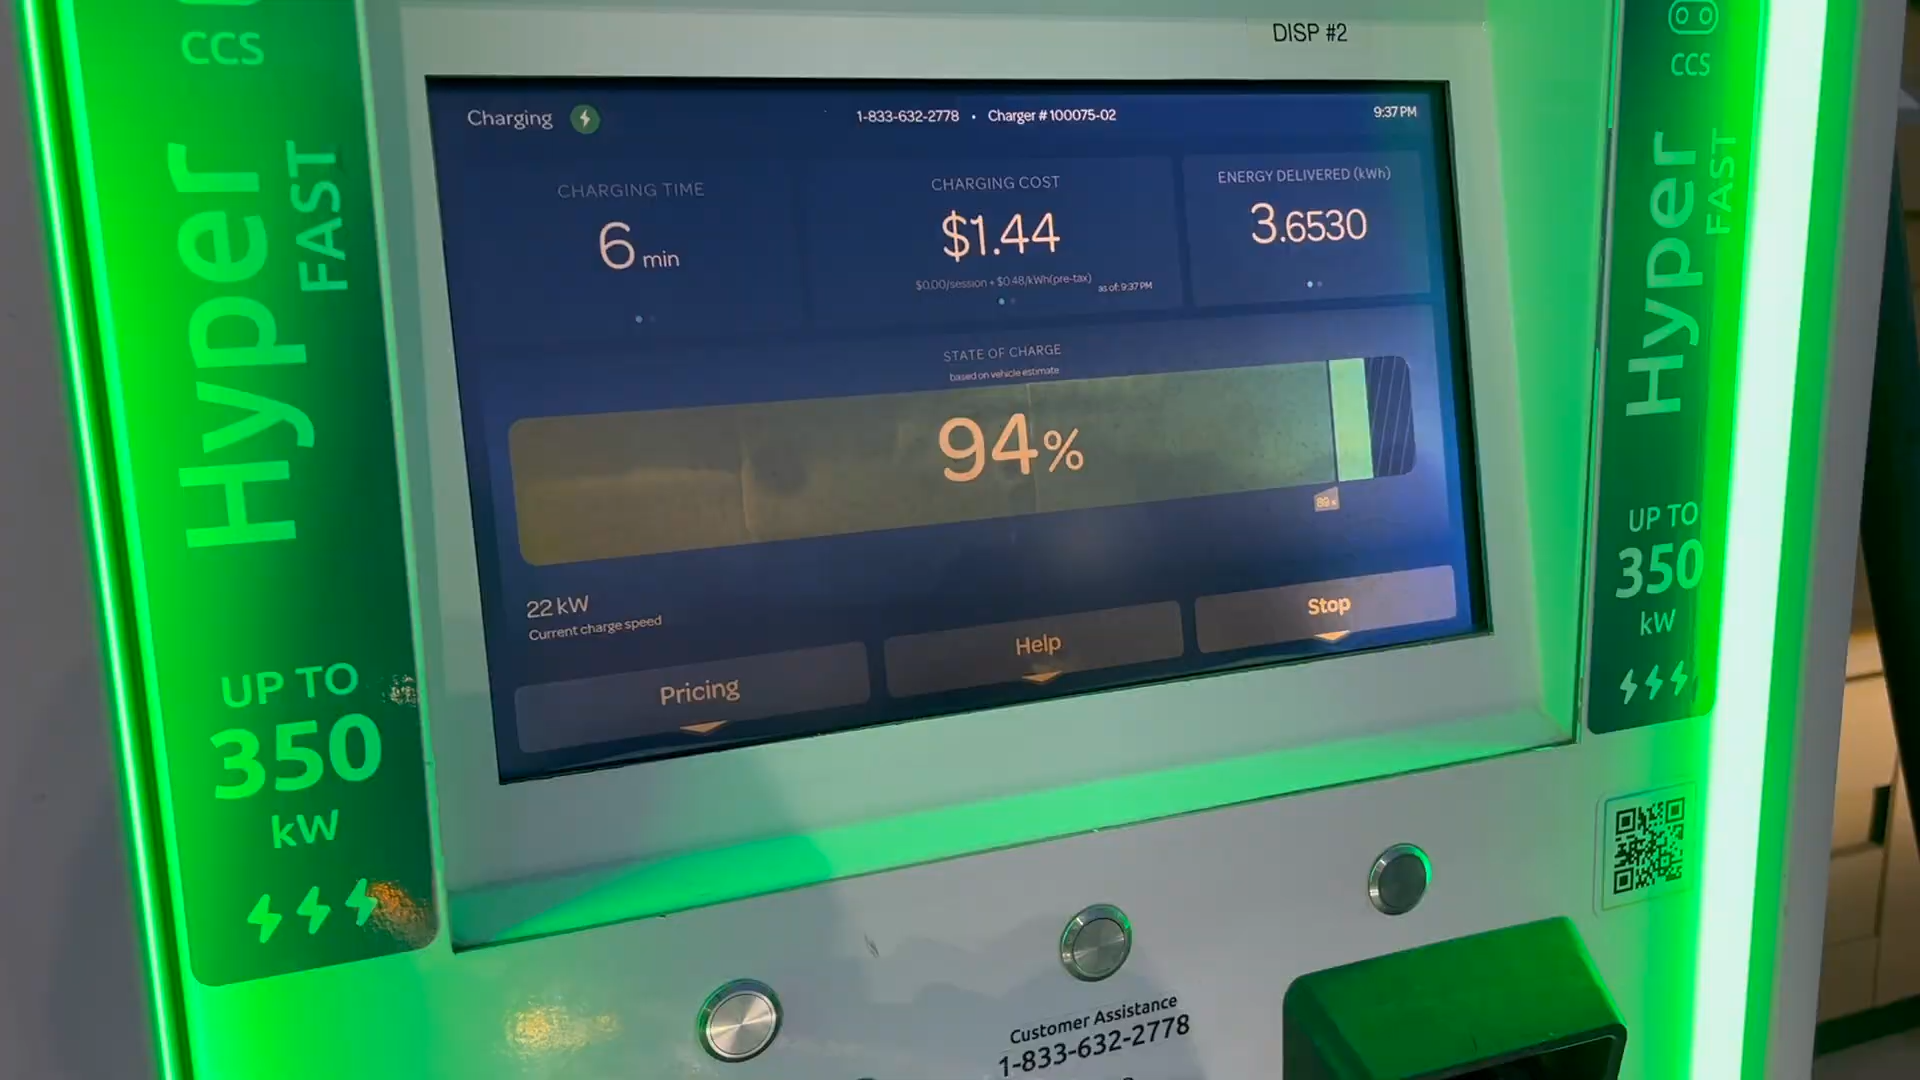 CCS
Hyper
FAST
UP TO
350
kW
DISP #2
Charging
1-833-632-2778 • Charger # 100075-02
9:37 PM
CHARGING TIME
6 min
CHARGING COST
$1.44
$0.00/session + $0.48/kWh(pre-tax)
as of: 9:37 PM
ENERGY DELIVERED (kWh)
3.6530
STATE OF CHARGE
based on vehicle estimate
94%
22 kW
Current charge speed
Pricing
Help
Stop
CCS
Hyper
FAST
UP TO
350
kW
Customer Assistance
1-833-632-2778